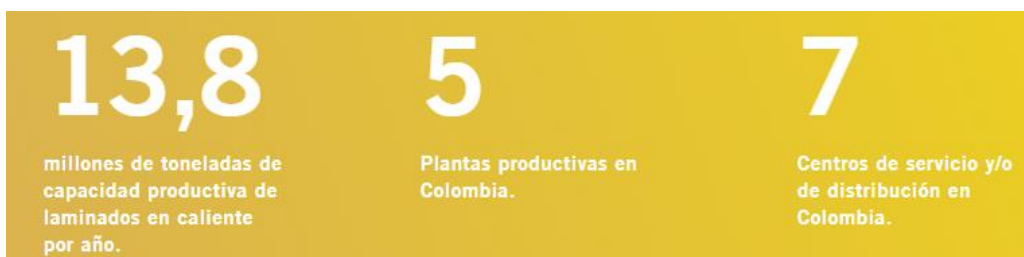 13,8
millones de toneladas de
capacidad productiva de
laminados en caliente
por año.
5
Plantas productivas en
Colombia.
7
Centros de servicio y/o
de distribución en
Colombia.